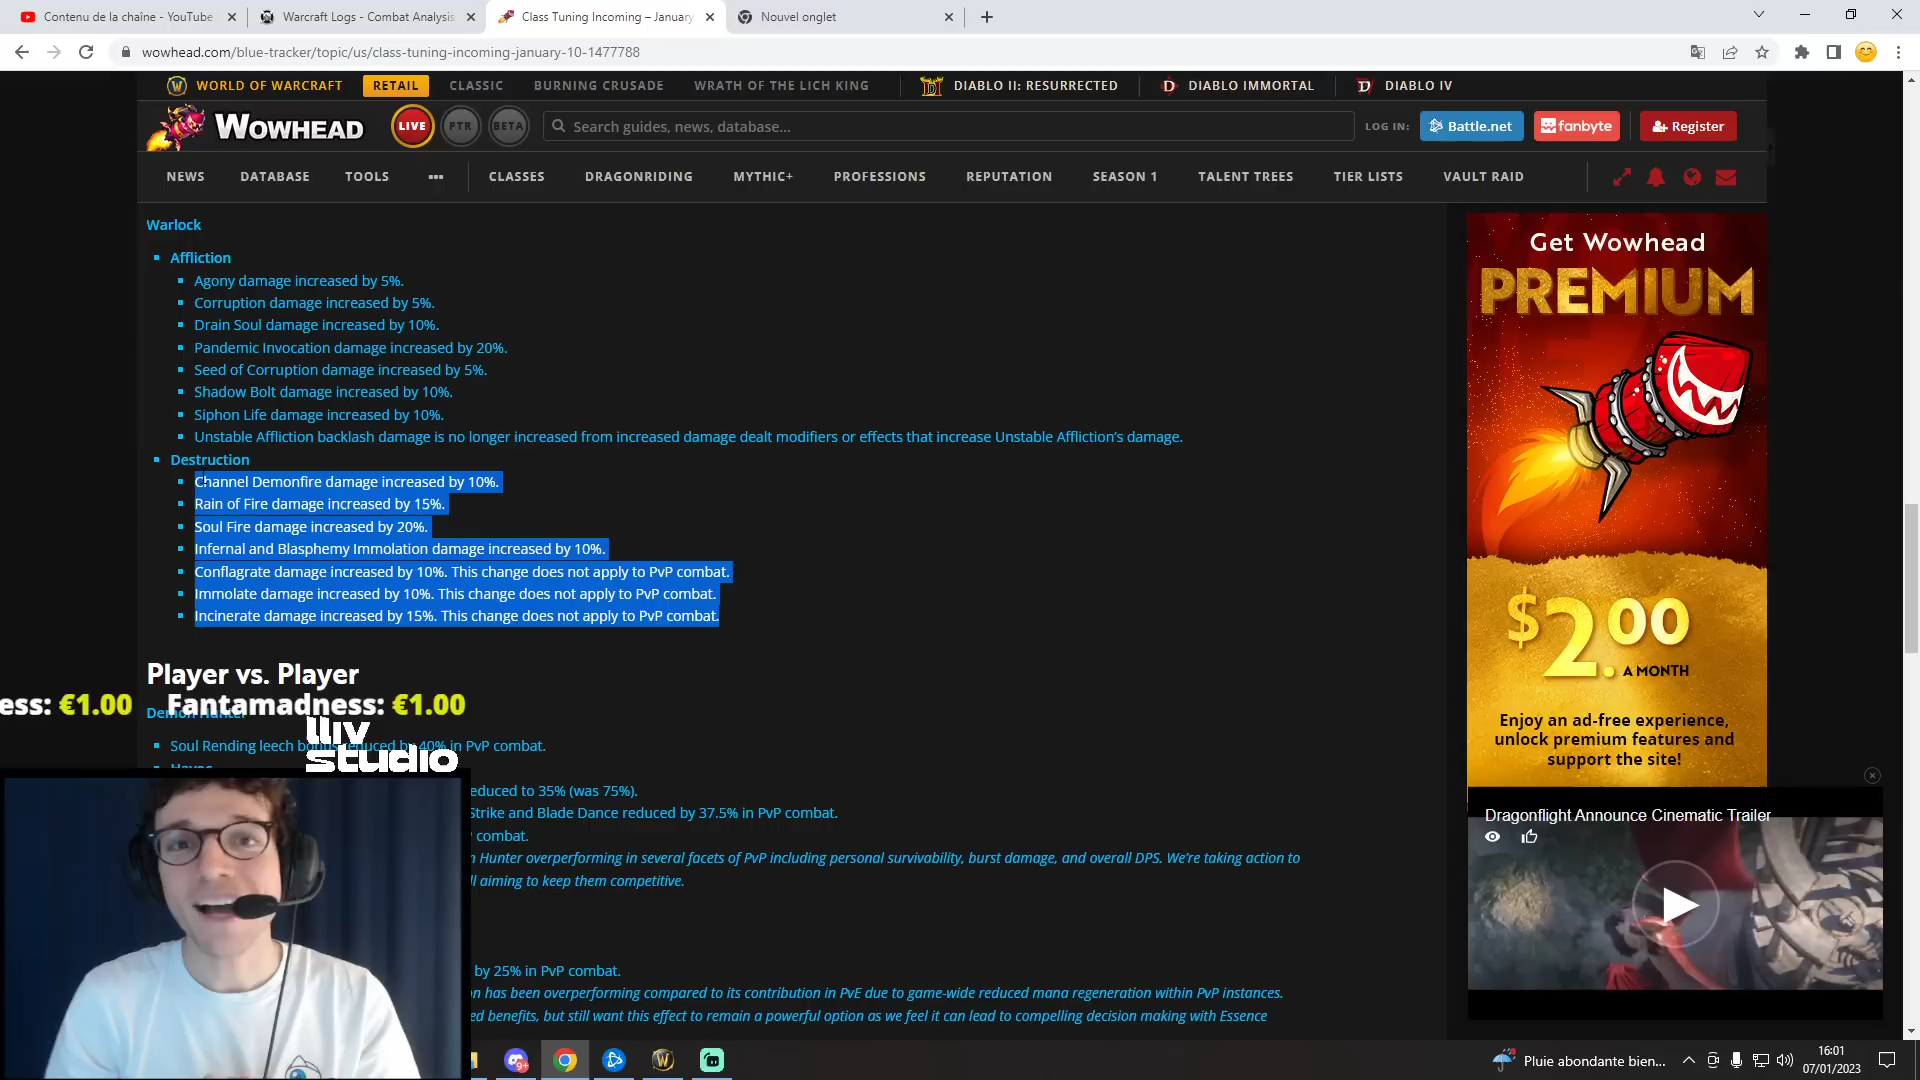 Contenu de la chaîne - YouTube
Warcraft Logs - Combat Analysis
Class Tuning Incoming – January
Nouvel onglet
wowhead.com/blue-tracker/topic/us/class-tuning-incoming-january-10-1477788
WORLD OF WARCRAFT RETAIL CLASSIC BURNING CRUSADE WRATH OF THE LICH KING DIABLO II: RESURRECTED DIABLO IMMORTAL DIABLO IV
WOWHEAD LIVE PTR BETA Search guides, news, database... LOG IN: Battle.net fanbyte Register
NEWS DATABASE TOOLS ••• CLASSES DRAGONRIDING MYTHIC+ PROFESSIONS REPUTATION SEASON 1 TALENT TREES TIER LISTS VAULT RAID
Warlock
Affliction
Agony damage increased by 5%.
Corruption damage increased by 5%.
Drain Soul damage increased by 10%.
Pandemic Invocation damage increased by 20%.
Seed of Corruption damage increased by 5%.
Shadow Bolt damage increased by 10%.
Siphon Life damage increased by 10%.
Unstable Affliction backlash damage is no longer increased from increased damage dealt modifiers or effects that increase Unstable Affliction’s damage.
Destruction
Channel Demonfire damage increased by 10%.
Rain of Fire damage increased by 15%.
Soul Fire damage increased by 20%.
Infernal and Blasphemy Immolation damage increased by 10%.
Conflagrate damage increased by 10%. This change does not apply to PvP combat.
Immolate damage increased by 10%. This change does not apply to PvP combat.
Incinerate damage increased by 15%. This change does not apply to PvP combat.
Player vs. Player
ess: €1.00 Fantamadness: €1.00
Demon Hunter
lliv
studio
Soul Rending leech bonus reduced by 40% in PvP combat.
Havoc
educed to 35% (was 75%).
Strike and Blade Dance reduced by 37.5% in PvP combat.
combat.
n Hunter overperforming in several facets of PvP including personal survivability, burst damage, and overall DPS. We’re taking action to
ll aiming to keep them competitive.
by 25% in PvP combat.
on has been overperforming compared to its contribution in PvE due to game-wide reduced mana regeneration within PvP instances.
ed benefits, but still want this effect to remain a powerful option as we feel it can lead to compelling decision making with Essence
Get Wowhead
PREMIUM
$2.00
A MONTH
Enjoy an ad-free experience,
unlock premium features and
support the site!
Dragonflight Announce Cinematic Trailer
9+
Pluie abondante bien...
16:01
07/01/2023